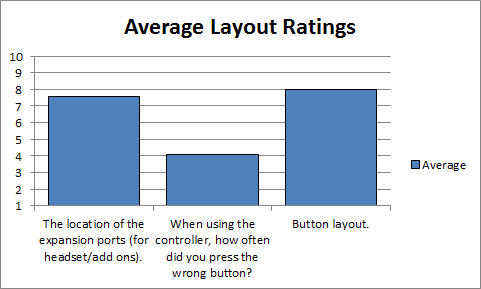 Average Layout Ratings
10
9
8
7
6
5
4
3
2
1
The location of the
expansion ports (for
headset/add ons).
When using the
controller, how often
did you press the
wrong button?
Button layout.
Average